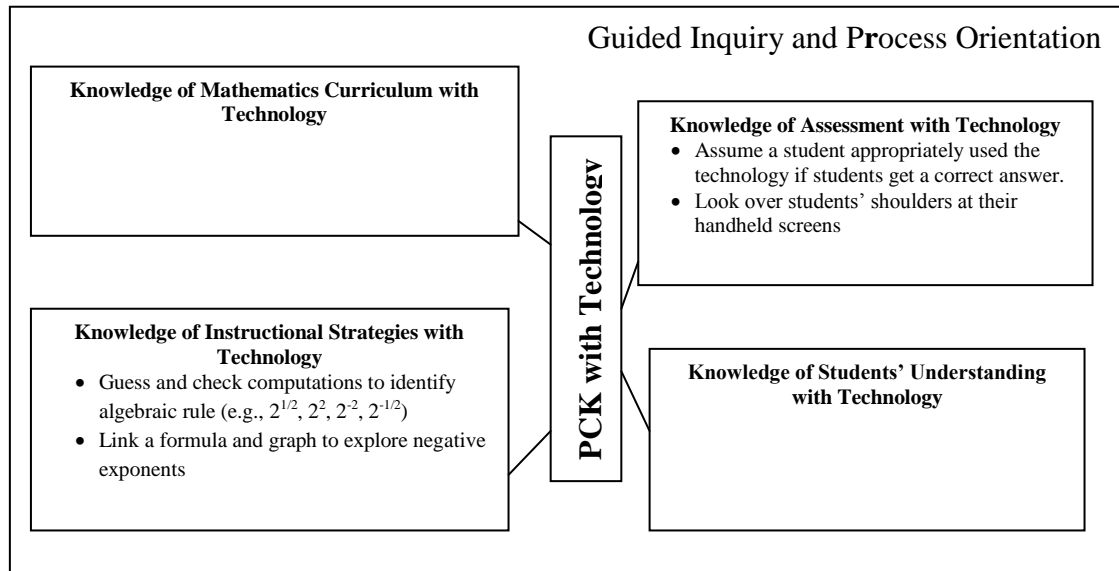 Guided Inquiry and Process Orientation
Knowledge of Mathematics Curriculum with
Technology
Knowledge of Assessment with Technology
• Assume a student appropriately used the
technology if students get a correct answer.
• Look over students’ shoulders at their
handheld screens
PCK with Technology
Knowledge of Instructional Strategies with
Technology
• Guess and check computations to identify
algebraic rule (e.g., 2^{1/2}, 2^{2}, 2^{-2}, 2^{-1/2})
• Link a formula and graph to explore negative
exponents
Knowledge of Students’ Understanding
with Technology